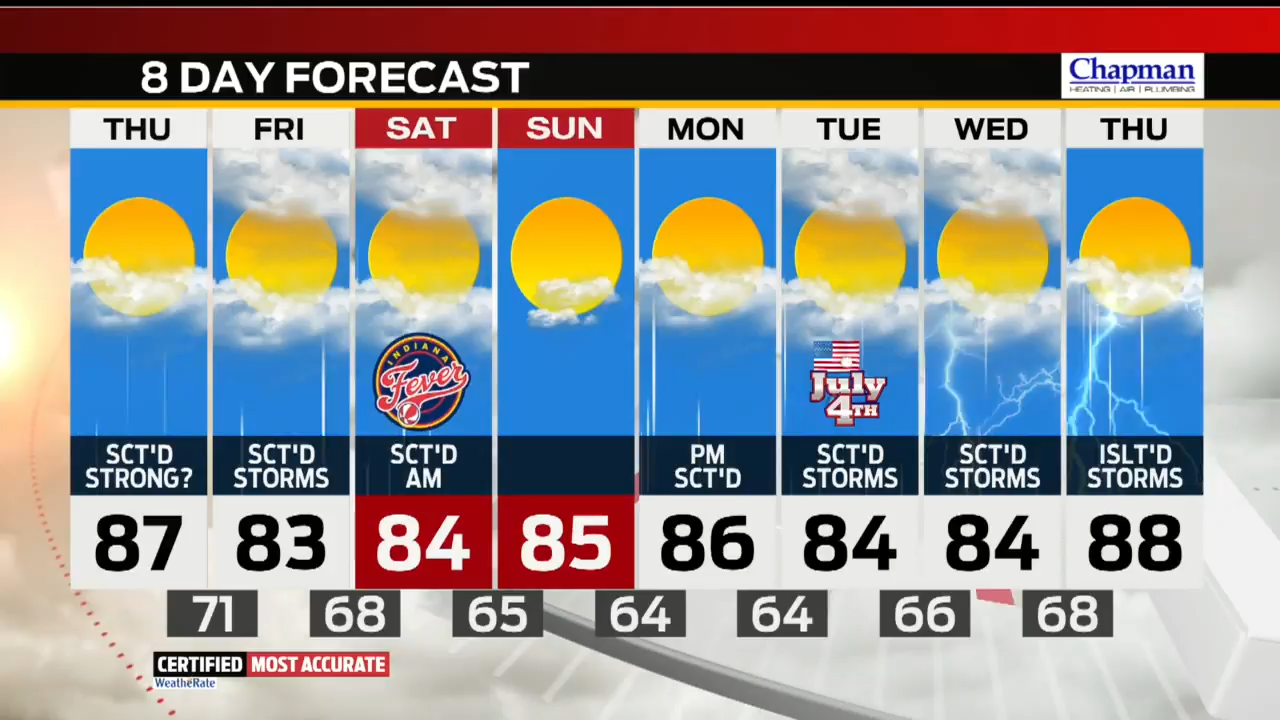 8 DAY FORECAST
Chapman
HEATING | AIR | PLUMBING
THU FRI SAT SUN MON TUE WED THU
INDIANA
Fever
July
4TH
SCT'D SCT'D SCT'D PM SCT'D SCT'D ISLT'D
STRONG? STORMS AM SCT'D STORMS STORMS STORMS
87 83 84 85 86 84 84 88
71 68 65 64 64 66 68
CERTIFIED MOST ACCURATE
WeatheRate